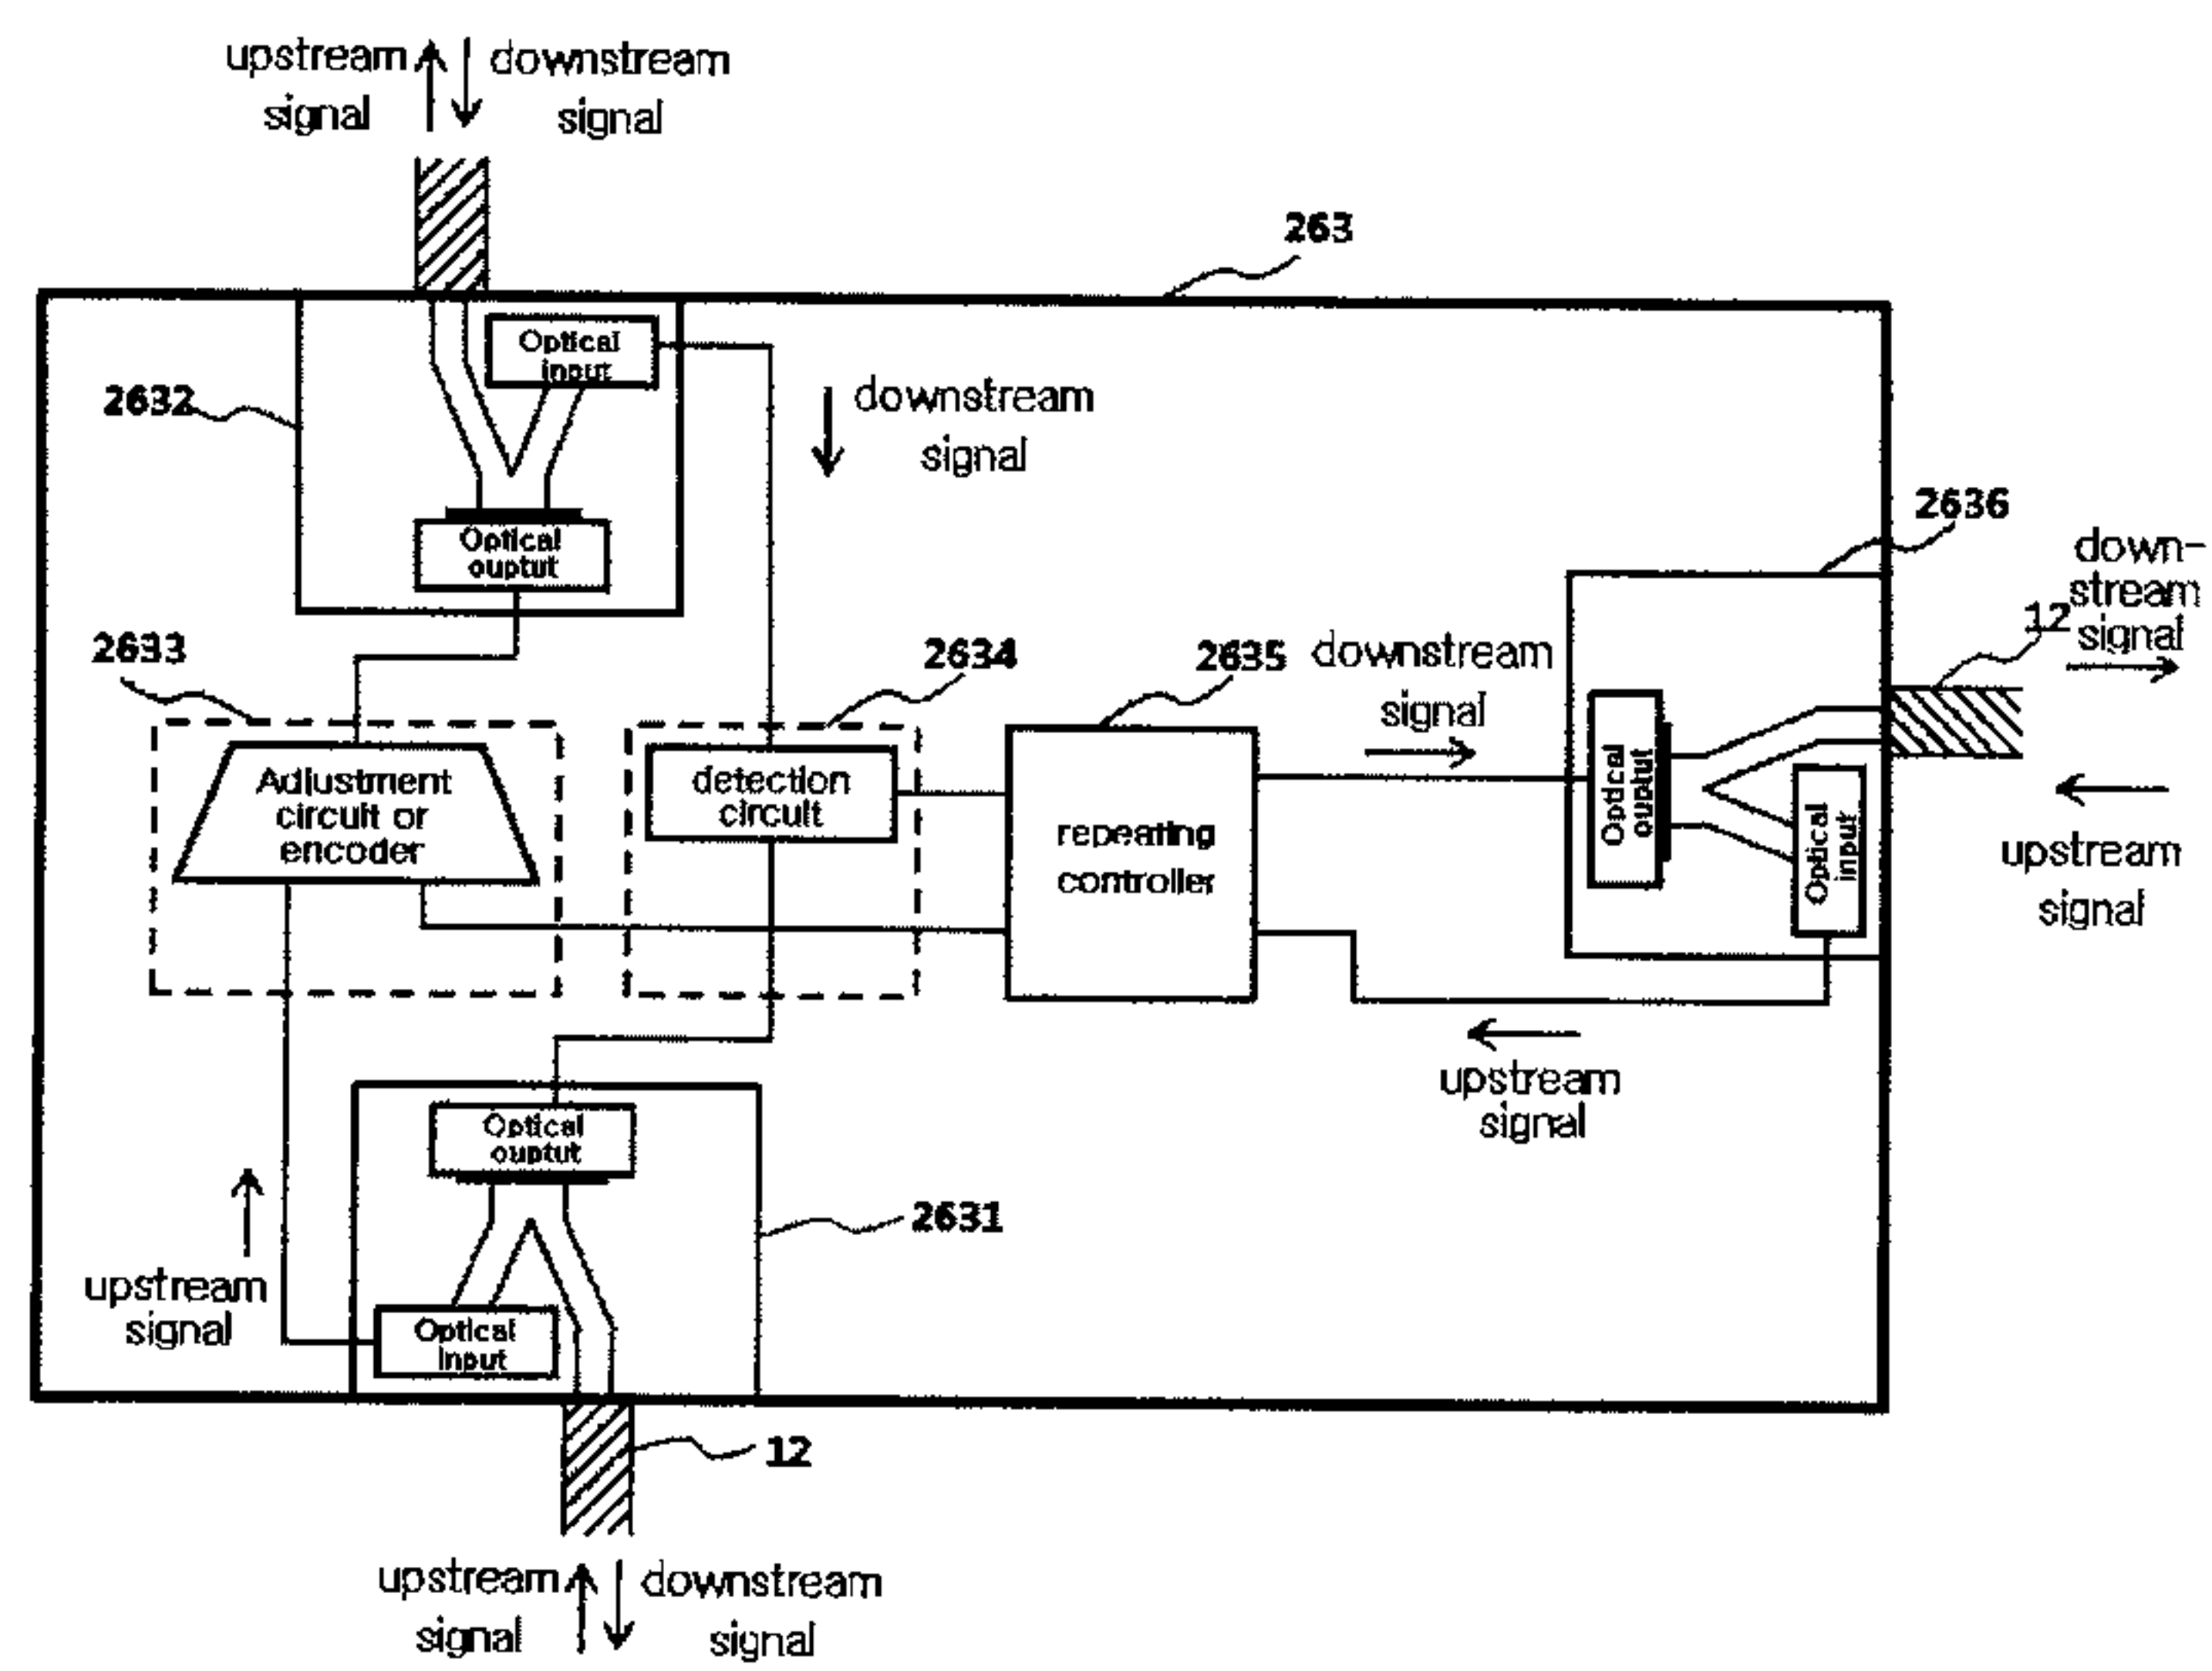 upstream
signal
downstream
signal
263
Optical
input
2632
downstream
signal
Optical
ouptut
2636
down-
stream
signal
12
2633
2634
2635
downstream
signal
Adjustment
circuit or
encoder
detection
circuit
repeating
controller
Optical
ouptut
Optical
input
upstream
signal
upstream
signal
Optical
ouptut
2631
upstream
signal
Optical
Input
12
upstream
signal
downstream
signal